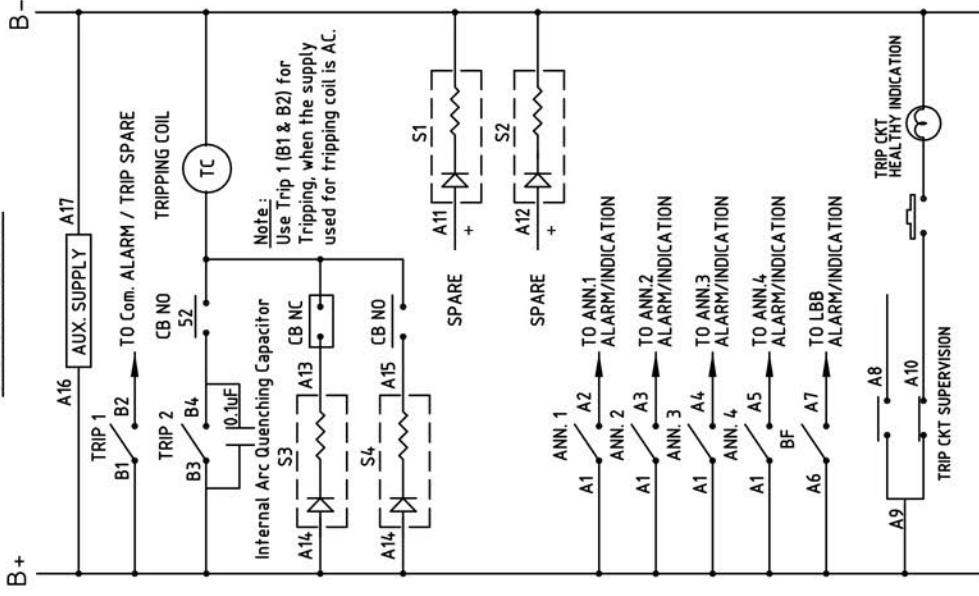 B+
B-
A16
AUX. SUPPLY
A17
TRIP 1
B1
B2
TO Com. ALARM / TRIP SPARE
TRIP 2
B3
B4
0.1uF
CB NO
52
TRIPPING COIL
TC
Internal Arc Quenching Capacitor
Note :
Use Trip 1 (B1 & B2) for
Tripping, when the supply
used for tripping coil is AC.
A14
S3
A13
CB NC
A14
S4
A15
CB NO
SPARE
A11
+
S1
SPARE
A12
+
S2
ANN. 1
A1
A2
TO ANN.1
ALARM/INDICATION
ANN. 2
A1
A3
TO ANN.2
ALARM/INDICATION
ANN. 3
A1
A4
TO ANN.3
ALARM/INDICATION
ANN. 4
A1
A5
TO ANN.4
ALARM/INDICATION
BF
A6
A7
TO LBB
ALARM/INDICATION
A9
A8
A10
TRIP CKT SUPERVISION
TRIP CKT
HEALTHY INDICATION